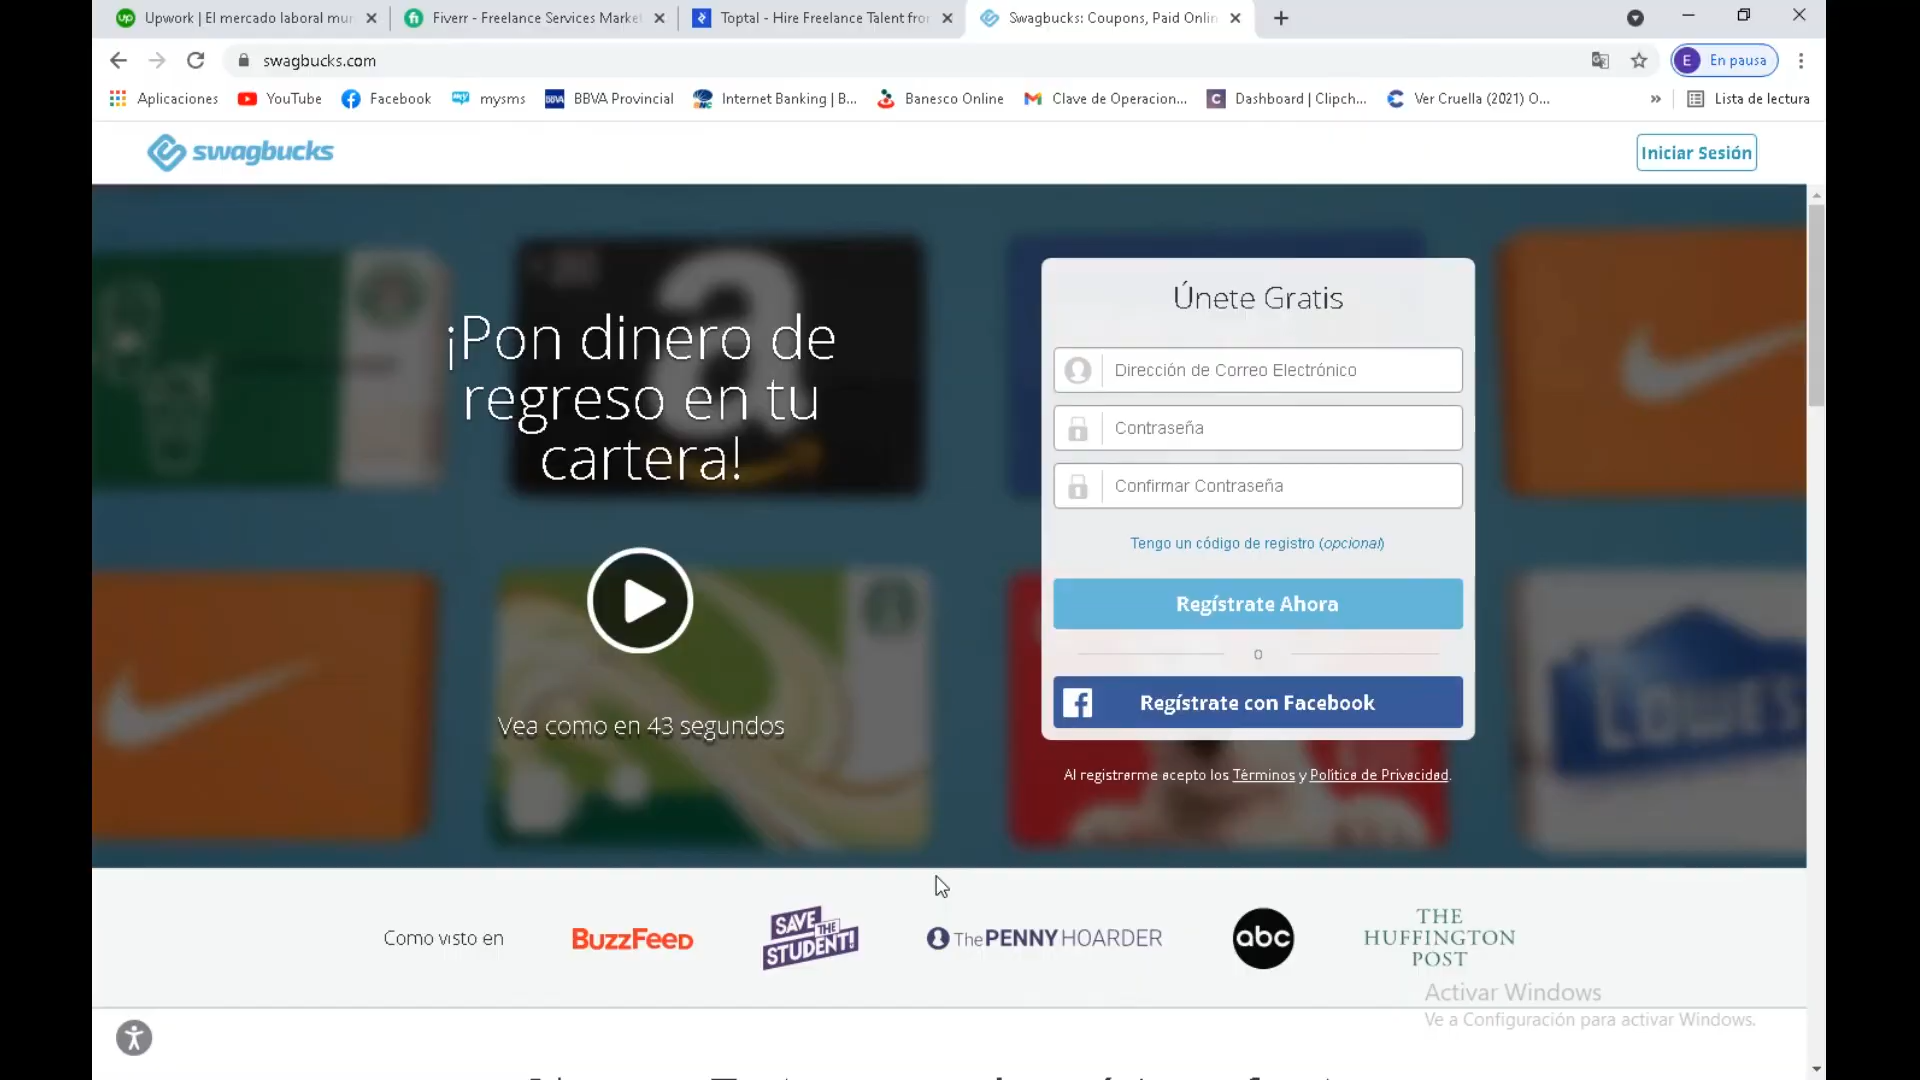 Upwork | El mercado laboral mur
Fiverr - Freelance Services Marke
Toptal - Hire Freelance Talent fror
Swagbucks: Coupons, Paid Onlin
swagbucks.com
E En pausa
Aplicaciones
YouTube
Facebook
mysms
BBVA Provincial
Internet Banking | B...
Banesco Online
Clave de Operacion...
Dashboard | Clipch...
Ver Cruella (2021) O...
»
Lista de lectura
swagbucks
Iniciar Sesión
¡Pon dinero de
regreso en tu
cartera!
Vea como en 43 segundos
Únete Gratis
Dirección de Correo Electrónico
Contraseña
Confirmar Contraseña
Tengo un código de registro (opcional)
Regístrate Ahora
o
Regístrate con Facebook
Al registrarme acepto los Términos y Política de Privacidad.
LOWES
Como visto en
BuzzFeed
SAVE THE STUDENT!
The PENNY HOARDER
abc
THE
HUFFINGTON
POST
Activar Windows
Ve a Configuración para activar Windows.